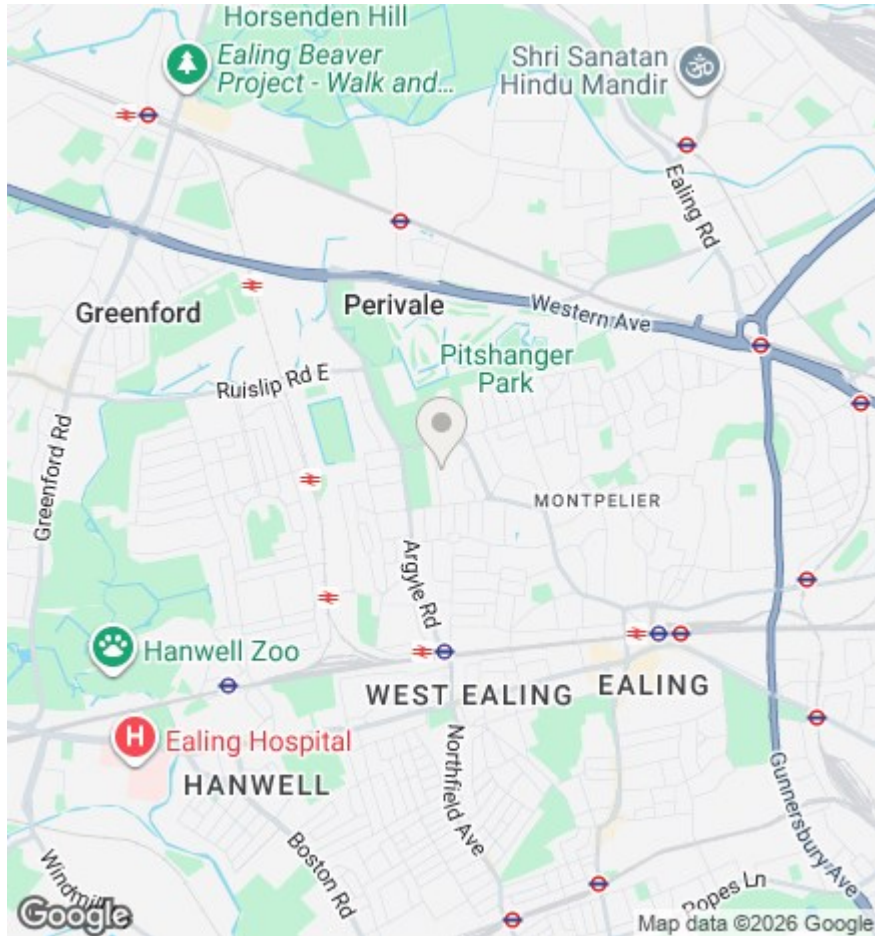 Horsenden Hill
Ealing Beaver
Project - Walk and...
Shri Sanatan
Hindu Mandir
Ealing Rd
Greenford
Perivale
Western Ave
Pitshanger
Park
Ruislip Rd E
Greenford Rd
MONTPELIER
Argyle Rd
Hanwell Zoo
WEST EALING
EALING
H
Ealing Hospital
HANWELL
Northfield Ave
Gunnersbury Ave
Boston Rd
Popes Ln
Google
Map data ©2026 Google